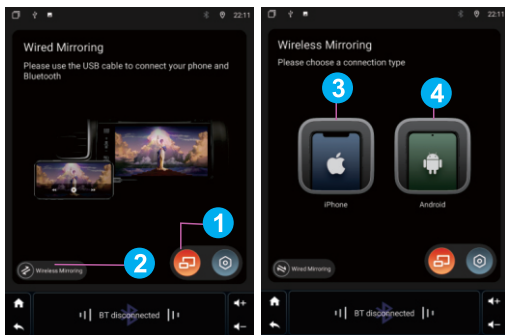 22:11
Wired Mirroring
Please use the USB cable to connect your phone and
Bluetooth
1
2
Wireless Mirroring
BT disconnected
22:11
Wireless Mirroring
Please choose a connection type
3
4
iPhone
Android
Wired Mirroring
BT disconnected